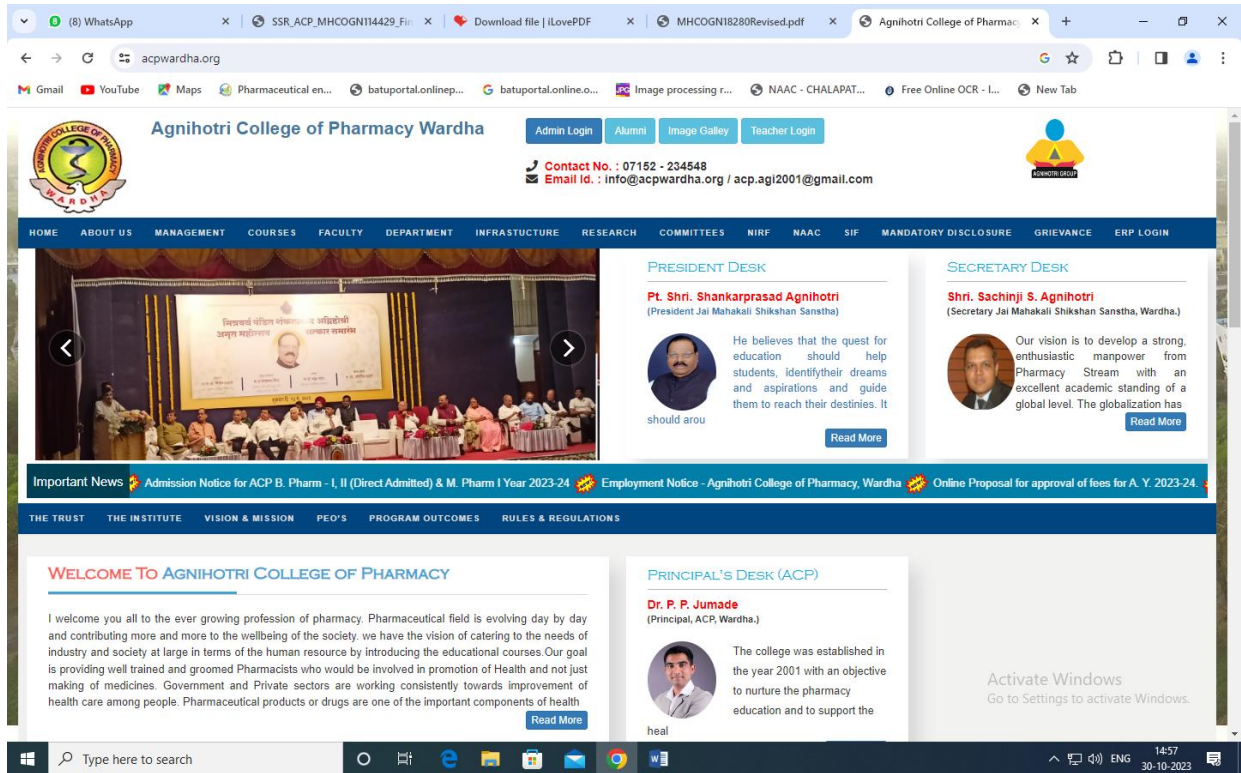 (8) WhatsApp
SSR_ACP_MHCOGN114429_Fin
Download file | iLovePDF
MHCOGN18280Revised.pdf
Agnihotri College of Pharmac
acpwardha.org
Gmail
YouTube
Maps
Pharmaceutical en...
batuportal.onlinep...
batuportal.online.o...
Image processing r...
NAAC - CHALAPAT...
Free Online OCR - I...
New Tab
AGNIHOTRI COLLEGE OF PHARMACY
WARDHA
Agnihotri College of Pharmacy Wardha
Admin Login
Alumni
Image Galley
Teacher Login
Contact No. : 07152 - 234548
Email Id. : info@acpwardha.org / acp.agi2001@gmail.com
AGNIHOTRI GROUP
HOME ABOUT US MANAGEMENT COURSES FACULTY DEPARTMENT INFRASTUCTURE RESEARCH COMMITTEES NIRF NAAC SIF MANDATORY DISCLOSURE GRIEVANCE ERP LOGIN
PRESIDENT DESK
Pt. Shri. Shankarprasad Agnihotri
(President Jai Mahakali Shikshan Sanstha)
He believes that the quest for
education should help
students, identifytheir dreams
and aspirations and guide
them to reach their destinies. It
should arou
Read More
SECRETARY DESK
Shri. Sachinji S. Agnihotri
(Secretary Jai Mahakali Shikshan Sanstha, Wardha.)
Our vision is to develop a strong,
enthusiastic manpower from
Pharmacy Stream with an
excellent academic standing of a
global level. The globalization has
Read More
Important News Admission Notice for ACP B. Pharm - I, II (Direct Admitted) & M. Pharm I Year 2023-24 Employment Notice - Agnihotri College of Pharmacy, Wardha Online Proposal for approval of fees for A. Y. 2023-24.
THE TRUST THE INSTITUTE VISION & MISSION PEO'S PROGRAM OUTCOMES RULES & REGULATIONS
WELCOME TO AGNIHOTRI COLLEGE OF PHARMACY
I welcome you all to the ever growing profession of pharmacy. Pharmaceutical field is evolving day by day
and contributing more and more to the wellbeing of the society. we have the vision of catering to the needs of
industry and society at large in terms of the human resource by introducing the educational courses.Our goal
is providing well trained and groomed Pharmacists who would be involved in promotion of Health and not just
making of medicines. Government and Private sectors are working consistently towards improvement of
health care among people. Pharmaceutical products or drugs are one of the important components of health
Read More
PRINCIPAL'S DESK (ACP)
Dr. P. P. Jumade
(Principal, ACP, Wardha.)
The college was established in
the year 2001 with an objective
to nurture the pharmacy
education and to support the
heal
Activate Windows
Go to Settings to activate Windows.
Type here to search
ENG
14:57
30-10-2023